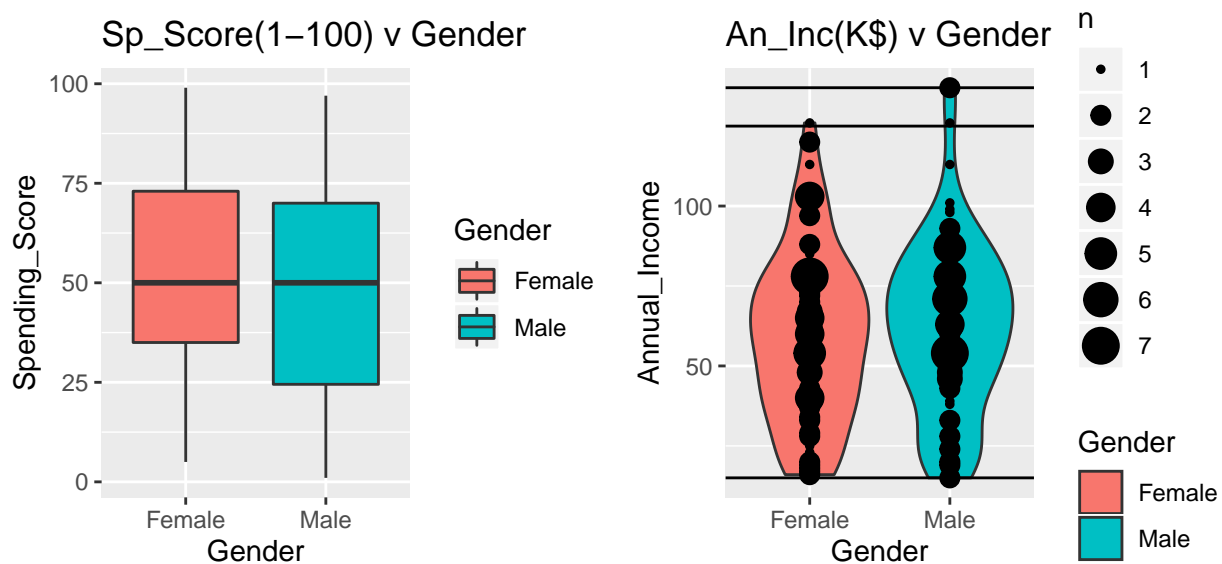 Sp_Score(1−100) v Gender
100
75
50
25
0
Spending_Score
Female
Male
Gender
Gender
Female
Male
An_Inc(K$) v Gender
100
50
Annual_Income
Female
Male
Gender
n
1
2
3
4
5
6
7
Gender
Female
Male